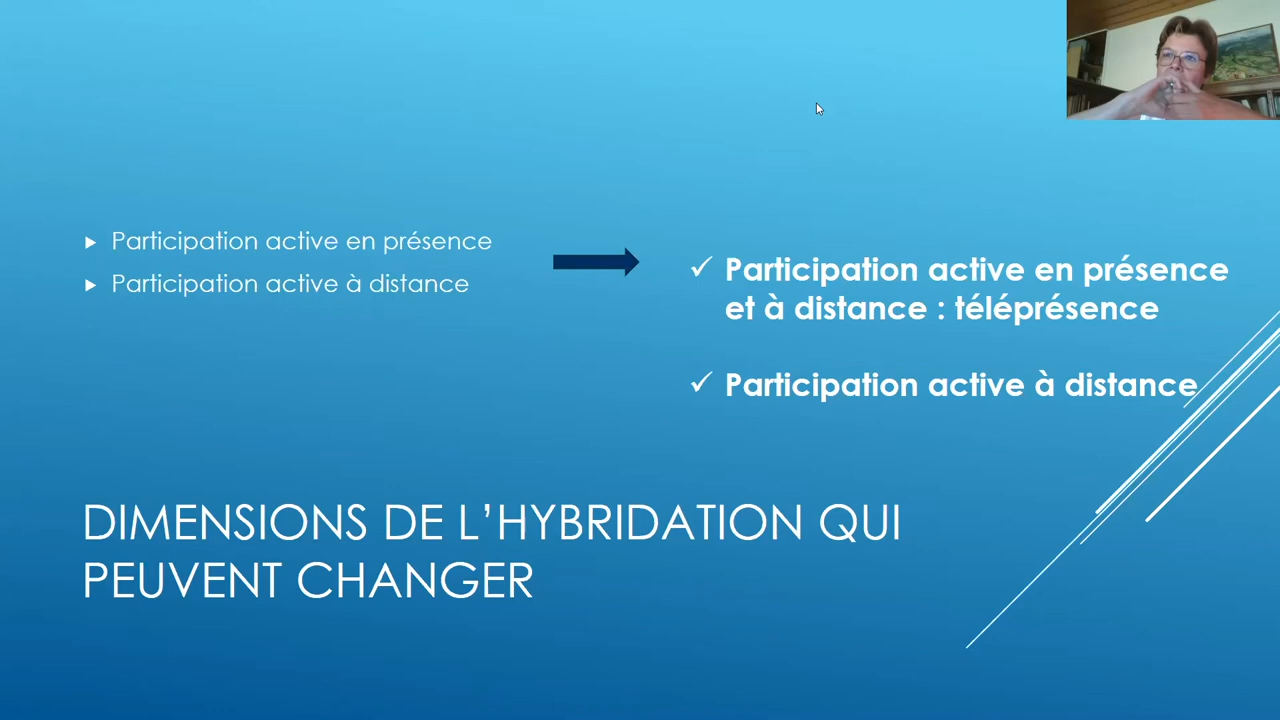 Participation active en présence
Participation active à distance
Participation active en présence
et à distance : téléprésence
Participation active à distance
DIMENSIONS DE L’HYBRIDATION QUI
PEUVENT CHANGER